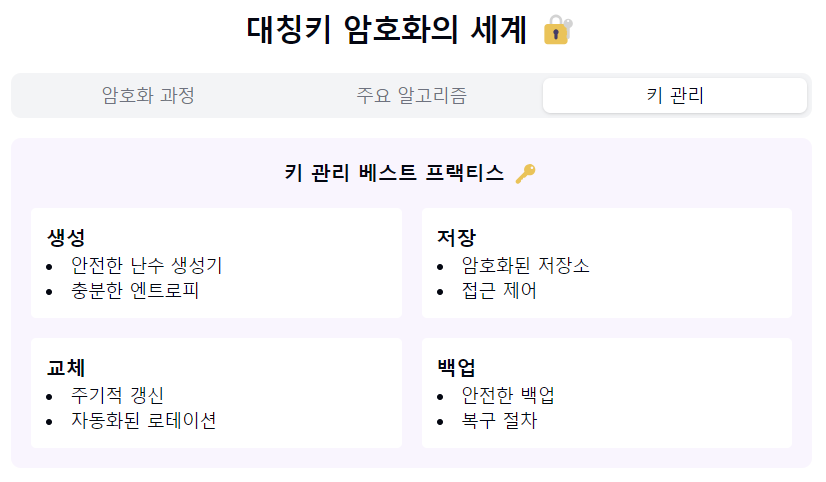 대칭키 암호화의 세계 🔐
암호화 과정
주요 알고리즘
키 관리
키 관리 베스트 프랙티스 🔑
생성
• 안전한 난수 생성기
• 충분한 엔트로피
저장
• 암호화된 저장소
• 접근 제어
교체
• 주기적 갱신
• 자동화된 로테이션
백업
• 안전한 백업
• 복구 절차